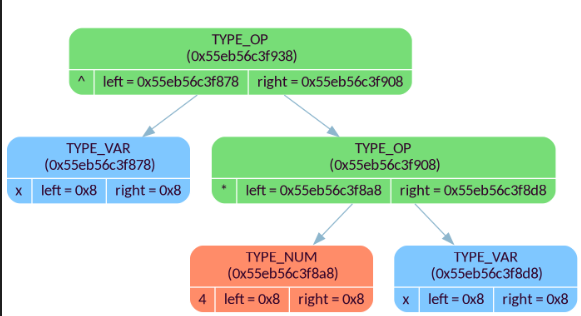 TYPE_OP
(0x55eb56c3f938)
^ left = 0x55eb56c3f878 right = 0x55eb56c3f908
TYPE_VAR
(0x55eb56c3f878)
x left = 0x8 right = 0x8
TYPE_OP
(0x55eb56c3f908)
* left = 0x55eb56c3f8a8 right = 0x55eb56c3f8d8
TYPE_NUM
(0x55eb56c3f8a8)
4 left = 0x8 right = 0x8
TYPE_VAR
(0x55eb56c3f8d8)
x left = 0x8 right = 0x8